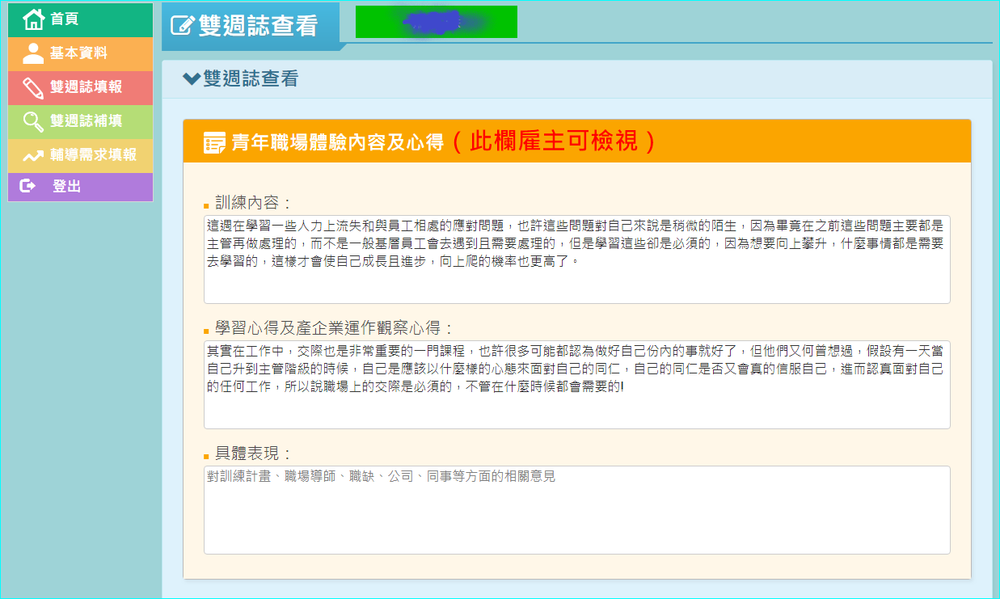 首頁
基本資料
雙週誌填報
雙週誌補填
輔導需求填報
登出
雙週誌查看
雙週誌查看
青年職場體驗內容及心得（此欄雇主可檢視）
訓練內容：
這週在學習一些人力上流失和與員工相處的應對問題，也許這些問題對自己來說是稍微的陌生，因為畢竟在之前這些問題主要都是
主管再做處理的，而不是一般基層員工會去遇到且需要處理的，但是學習這些卻是必須的，因為想要向上攀升，什麼事情都是需要
去學習的，這樣才會使自己成長且進步，向上爬的機率也更高了。
學習心得及產企業運作觀察心得：
其實在工作中，交際也是非常重要的一門課程，也許很多可能都認為做好自己份內的事就好了，但他們又何曾想過，假設有一天當
自己升到主管階級的時候，自己是應該以什麼樣的心態來面對自己的同仁，自己的同仁是否又會真的信服自己，進而認真面對自己
的任何工作，所以說職場上的交際是必須的，不管在什麼時候都會需要的!
具體表現：
對訓練計畫、職場導師、職缺、公司、同事等方面的相關意見